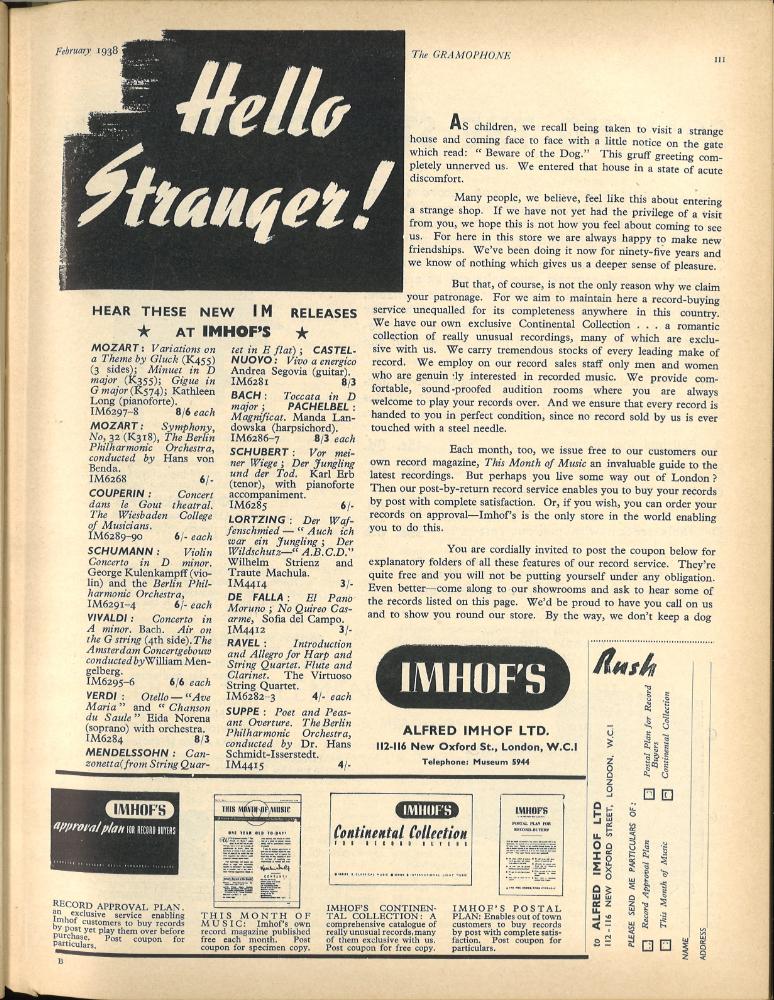 February 1938
The GRAMOPHONE
111
Hello
Stranger!
AS children, we recall being taken to visit a strange
house and coming face to face with a little notice on the gate
which read: “ Beware of the Dog.” This gruff greeting com-
pletely unnerved us. We entered that house in a state of acute
discomfort.
Many people, we believe, feel like this about entering
a strange shop. If we have not yet had the privilege of a visit
from you, we hope this is not how you feel about coming to see
us. For here in this store we are always happy to make new
friendships. We've been doing it now for ninety-five years and
we know of nothing which gives us a deeper sense of pleasure.
But that, of course, is not the only reason why we claim
your patronage. For we aim to maintain here a record-buying
service unequalled for its completeness anywhere in this country.
We have our own exclusive Continental Collection . . . a romantic
collection of really unusual recordings, many of which are exclu-
sive with us. We carry tremendous stocks of every leading make of
record. We employ on our record sales staff only men and women
who are genuin ly interested in recorded music. We provide com-
fortable, sound-proofed audition rooms where you are always
welcome to play your records over. And we ensure that every record is
handed to you in perfect condition, since no record sold by us is ever
touched with a steel needle.
Each month, too, we issue free to our customers our
own record magazine, This Month of Music an invaluable guide to the
latest recordings. But perhaps you live some way out of London ?
Then our post-by-return record service enables you to buy your records
by post with complete satisfaction. Or, if you wish, you can order your
records on approval—Imhof's is the only store in the world enabling
you to do this.
You are cordially invited to post the coupon below for
explanatory folders of all these features of our record service. They're
quite free and you will not be putting yourself under any obligation.
Even better—come along to our showrooms and ask to hear some of
the records listed on this page. We'd be proud to have you call on us
and to show you round our store. By the way, we don't keep a dog
HEAR THESE NEW IM RELEASES
★ AT IMHOF'S ★
MOZART : Variations on
a Theme by Gluck (K455)
(3 sides); Minuet in D
major (K355); Gigue in
G major (K574); Kathleen
Long (pianoforte).
IM6297-8 8/6 each
MOZART : Symphony,
No, 32 (K318), The Berlin
Philharmonic Orchestra,
conducted by Hans von
Benda.
IM6268 6/-
COUPERIN : Concert
dans le Gout theatral.
The Wiesbaden College
of Musicians.
IM6289-90 6/- each
SCHUMANN : Violin
Concerto in D minor.
George Kulenkampff (vio-
lin) and the Berlin Phil-
harmonic Orchestra,
IM6291-4 6/- each
VIVALDI : Concerto in
A minor. Bach. Air on
the G string (4th side). The
Amsterdam Concertgebouw
conducted by William Men-
gelberg.
IM6295-6 6/6 each
VERDI : Otello — “Ave
Maria ” and “ Chanson
du Saule ” Eida Norena
(soprano) with orchestra.
IM6284 8/3
MENDELSSOHN : Can-
zonetta (from String Quar-
tet in E flat) ; CASTEL-
NUOVO : Vivo a energico
Andrea Segovia (guitar).
IM6281 8/3
BACH : Toccata in D
major ; PACHELBEL :
Magnificat. Manda Lan-
dowska (harpsichord).
IM6286-7 8/3 each
SCHUBERT : Vor mei-
ner Wiege ; Der Jungling
und der Tod. Karl Erb
(tenor), with pianoforte
accompaniment.
IM6285 6/-
LORTZING : Der Waf-
fenschmied — “ Auch ich
war ein Jungling ; Der
Wildschutz—“ A.B.C.D.”
Wilhelm Strienz and
Traute Machula.
IM4414 3/-
DE FALLA : El Pano
Moruno ; No Quireo Cas-
arme, Sofia del Campo.
IM4412 3/-
RAVEL : Introduction
and Allegro for Harp and
String Quartet. Flute and
Clarinet. The Virtuoso
String Quartet.
IM6282-3 4/- each
SUPPE : Poet and Peas-
ant Overture. The Berlin
Philharmonic Orchestra,
conducted by Dr. Hans
Schmidt-Isserstedt.
IM4415 4/-
IMHOF'S
ALFRED IMHOF LTD.
112-116 New Oxford St., London, W.C.1
Telephone: Museum 5944
Rush
to ALFRED IMHOF LTD
112-116 NEW OXFORD STREET, LONDON, W.C.1
PLEASE SEND ME PARTICULARS OF :
Record Approval Plan
Postal Plan for Record
Buyers
This Month of Music
Continental Collection
NAME
ADDRESS
IMHOF'S
approval plan FOR RECORD BUYERS
THIS MONTH OF MUSIC
ONE YEAR OLD TO-DAY!
IMHOF'S
Continental Collection
FOR RECORD BUYERS
IMHOF'S
POSTAL PLAN FOR
RECORD-BUYERS
RECORD APPROVAL PLAN.
an exclusive service enabling
Imhof customers to buy records
by post yet play them over before
purchase. Post coupon for
particulars.
THIS MONTH OF
MUSIC: Imhof's own
record magazine published
free each month. Post
coupon for specimen copy.
IMHOF'S CONTINEN-
TAL COLLECTION: A
comprehensive catalogue of
really unusual records, many
of them exclusive with us.
Post coupon for free copy.
IMHOF'S POSTAL
PLAN: Enables out of town
customers to buy records
by post with complete satis-
faction. Post coupon for
particulars.
B